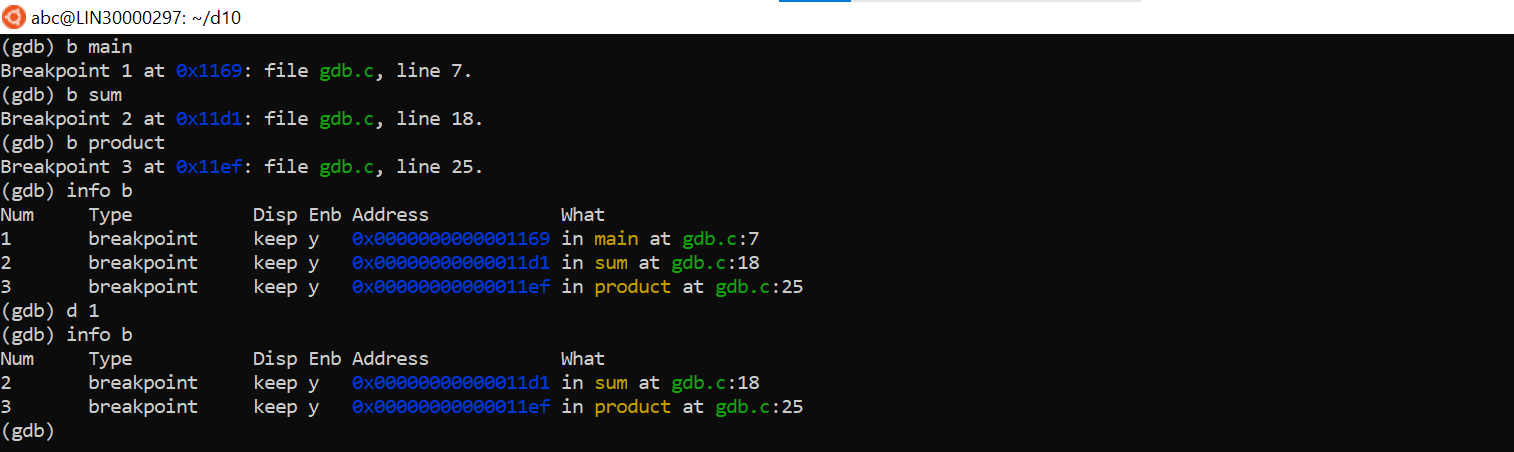 abc@LIN30000297: ~/d10
(gdb) b main
Breakpoint 1 at 0x1169: file gdb.c, line 7.
(gdb) b sum
Breakpoint 2 at 0x11d1: file gdb.c, line 18.
(gdb) b product
Breakpoint 3 at 0x11ef: file gdb.c, line 25.
(gdb) info b
Num     Type           Disp Enb Address            What
1       breakpoint     keep y   0x0000000000001169 in main at gdb.c:7
2       breakpoint     keep y   0x00000000000011d1 in sum at gdb.c:18
3       breakpoint     keep y   0x00000000000011ef in product at gdb.c:25
(gdb) d 1
(gdb) info b
Num     Type           Disp Enb Address            What
2       breakpoint     keep y   0x00000000000011d1 in sum at gdb.c:18
3       breakpoint     keep y   0x00000000000011ef in product at gdb.c:25
(gdb)